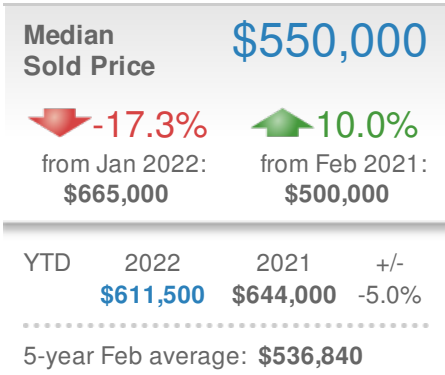 Median $550,000
Sold Price
-17.3% 10.0%
from Jan 2022: from Feb 2021:
$665,000 $500,000
YTD 2022 2021 +/-
$611,500 $644,000 -5.0%
5-year Feb average: $536,840